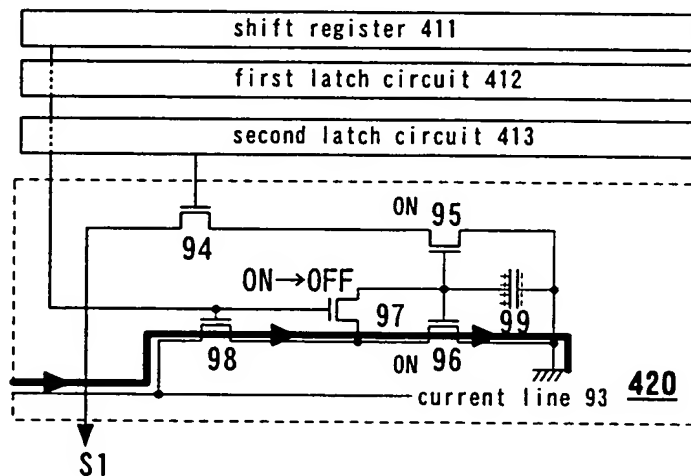 shift register 411
first latch circuit 412
second latch circuit 413
ON 95
94
ON→OFF
97
99
98
ON 96
current line 93
420
S1